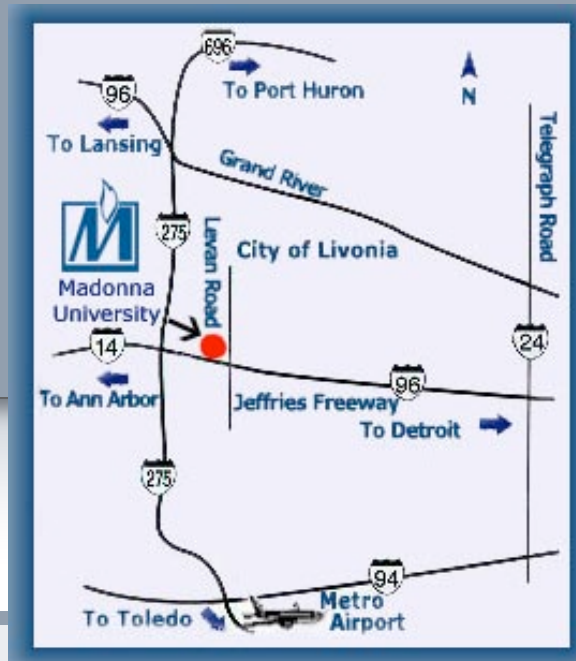 696
To Port Huron
N
96
To Lansing
Grand River
Telegraph Road
M
275
Levan Road
City of Livonia
Madonna
University
14
24
96
To Ann Arbor
Jeffries Freeway
To Detroit
275
94
Metro
Airport
To Toledo